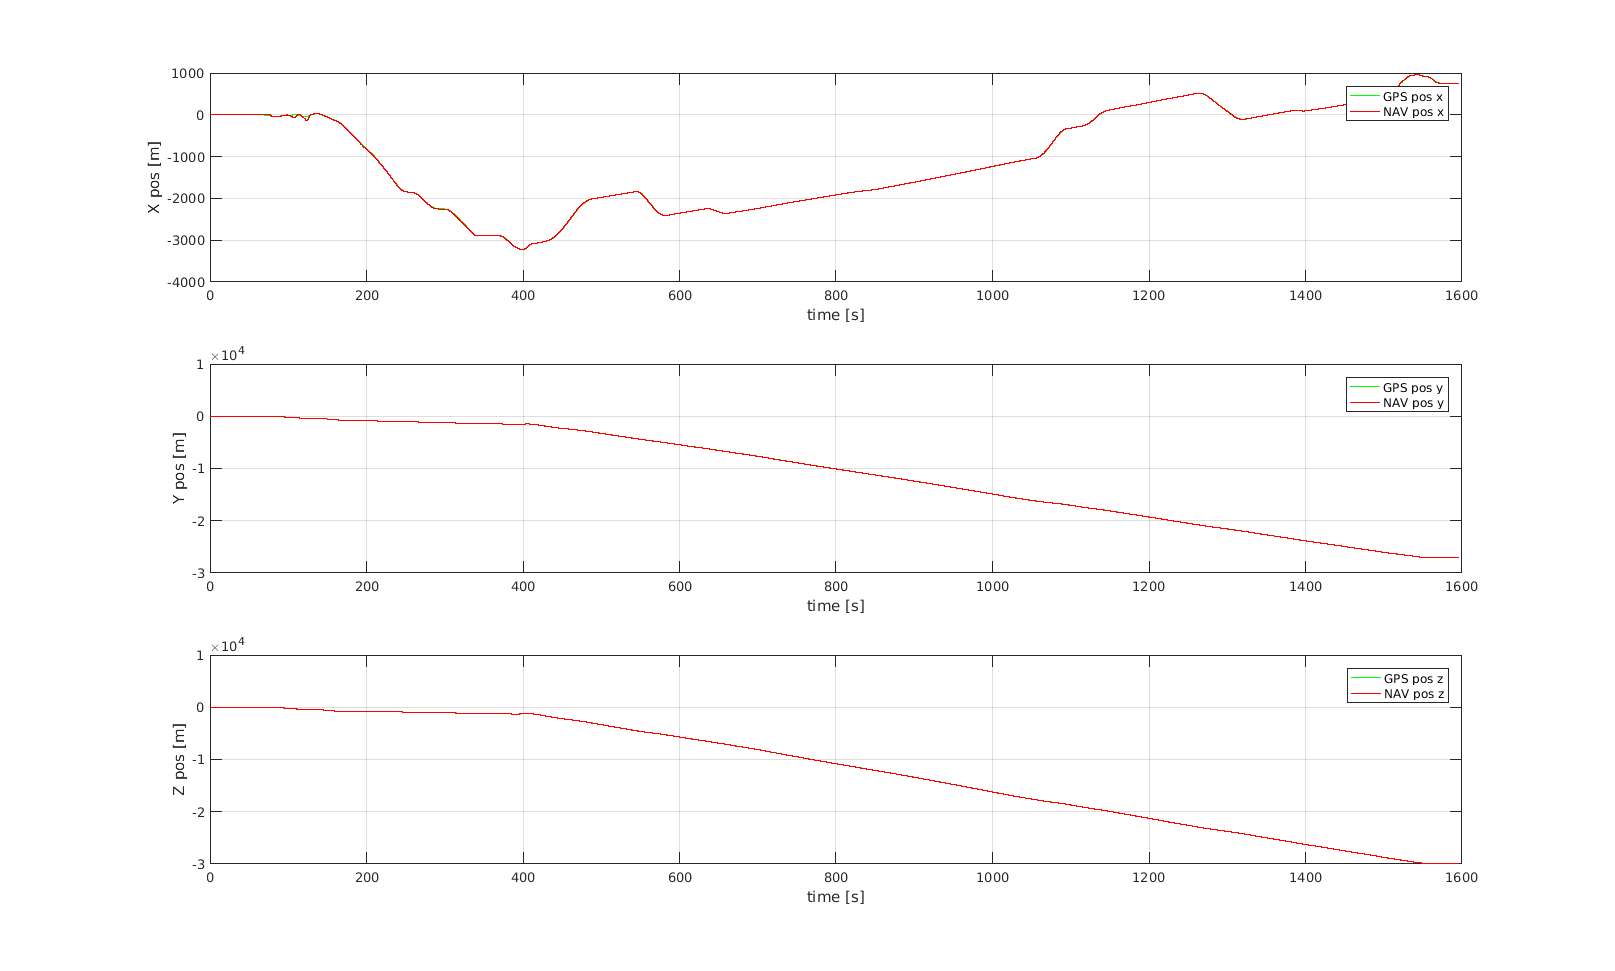 1000
0
-1000
-2000
-3000
-4000
X pos [m]
GPS pos x
NAV pos x
0 200 400 600 800 1000 1200 1400 1600
time [s]
×10^4
1
0
-1
-2
-3
Y pos [m]
GPS pos y
NAV pos y
0 200 400 600 800 1000 1200 1400 1600
time [s]
×10^4
1
0
-1
-2
-3
Z pos [m]
GPS pos z
NAV pos z
0 200 400 600 800 1000 1200 1400 1600
time [s]